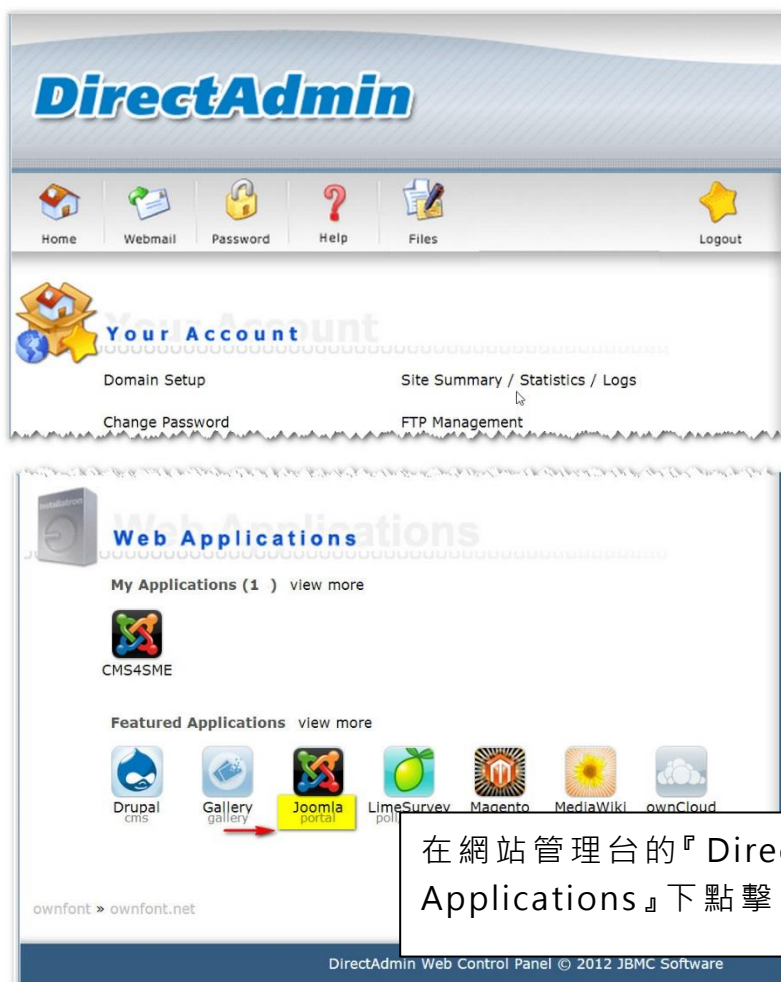 DirectAdmin
Home Webmail Password Help Files Logout
Your Account
Domain Setup Site Summary / Statistics / Logs
Change Password FTP Management
installatron
Web Applications
My Applications (1 ) view more
CMS4SME
Featured Applications view more
Drupal Gallery Joomla LimeSurvey Magento MediaWiki ownCloud
cms gallery portal
在網站管理台的『Direc
Applications』下點擊
ownfont » ownfont.net
DirectAdmin Web Control Panel © 2012 JBMC Software